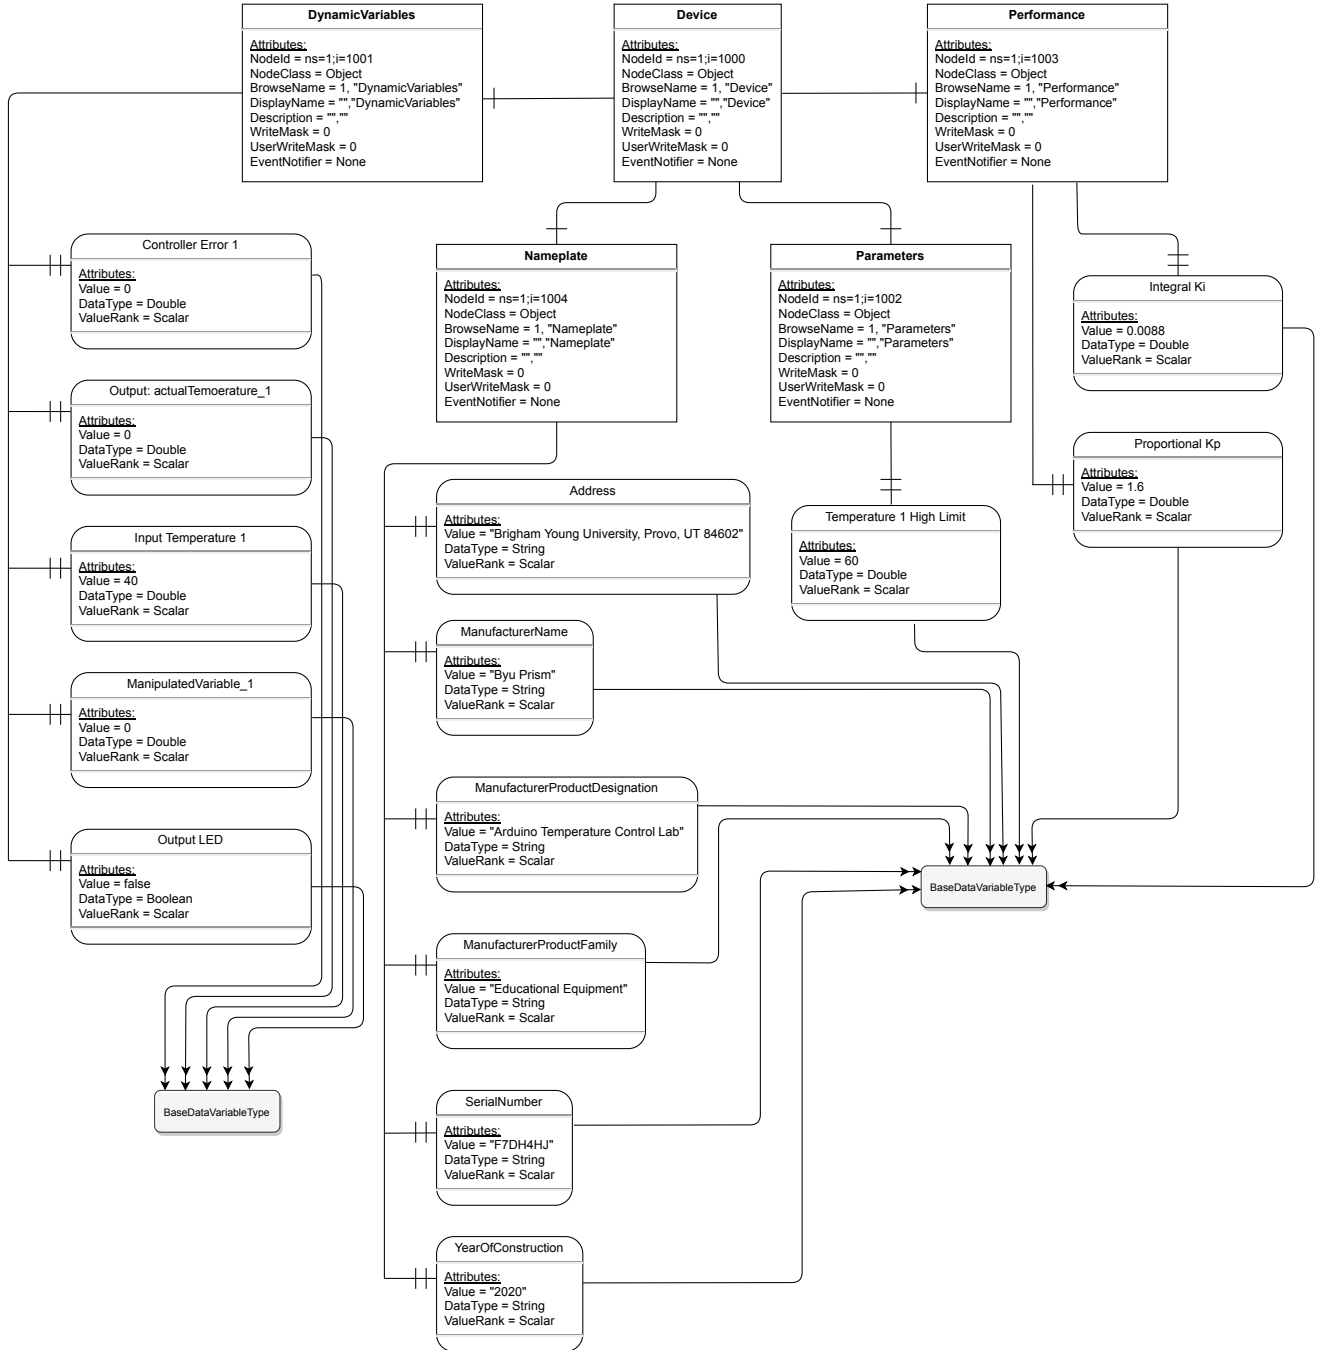 DynamicVariables
Attributes:
NodeId = ns=1;i=1001
NodeClass = Object
BrowseName = 1, "DynamicVariables"
DisplayName = "","DynamicVariables"
Description = "",""
WriteMask = 0
UserWriteMask = 0
EventNotifier = None
Device
Attributes:
NodeId = ns=1;i=1000
NodeClass = Object
BrowseName = 1, "Device"
DisplayName = "","Device"
Description = "",""
WriteMask = 0
UserWriteMask = 0
EventNotifier = None
Performance
Attributes:
NodeId = ns=1;i=1003
NodeClass = Object
BrowseName = 1, "Performance"
DisplayName = "","Performance"
Description = "",""
WriteMask = 0
UserWriteMask = 0
EventNotifier = None
Controller Error 1
Attributes:
Value = 0
DataType = Double
ValueRank = Scalar
Output: actualTemoerature_1
Attributes:
Value = 0
DataType = Double
ValueRank = Scalar
Input Temperature 1
Attributes:
Value = 40
DataType = Double
ValueRank = Scalar
ManipulatedVariable_1
Attributes:
Value = 0
DataType = Double
ValueRank = Scalar
Output LED
Attributes:
Value = false
DataType = Boolean
ValueRank = Scalar
BaseDataVariableType
Nameplate
Attributes:
NodeId = ns=1;i=1004
NodeClass = Object
BrowseName = 1, "Nameplate"
DisplayName = "","Nameplate"
Description = "",""
WriteMask = 0
UserWriteMask = 0
EventNotifier = None
Parameters
Attributes:
NodeId = ns=1;i=1002
NodeClass = Object
BrowseName = 1, "Parameters"
DisplayName = "","Parameters"
Description = "",""
WriteMask = 0
UserWriteMask = 0
EventNotifier = None
Integral Ki
Attributes:
Value = 0.0088
DataType = Double
ValueRank = Scalar
Proportional Kp
Attributes:
Value = 1.6
DataType = Double
ValueRank = Scalar
Address
Attributes:
Value = "Brigham Young University, Provo, UT 84602"
DataType = String
ValueRank = Scalar
Temperature 1 High Limit
Attributes:
Value = 60
DataType = Double
ValueRank = Scalar
ManufacturerName
Attributes:
Value = "Byu Prism"
DataType = String
ValueRank = Scalar
ManufacturerProductDesignation
Attributes:
Value = "Arduino Temperature Control Lab"
DataType = String
ValueRank = Scalar
BaseDataVariableType
ManufacturerProductFamily
Attributes:
Value = "Educational Equipment"
DataType = String
ValueRank = Scalar
SerialNumber
Attributes:
Value = "F7DH4HJ"
DataType = String
ValueRank = Scalar
YearOfConstruction
Attributes:
Value = "2020"
DataType = String
ValueRank = Scalar